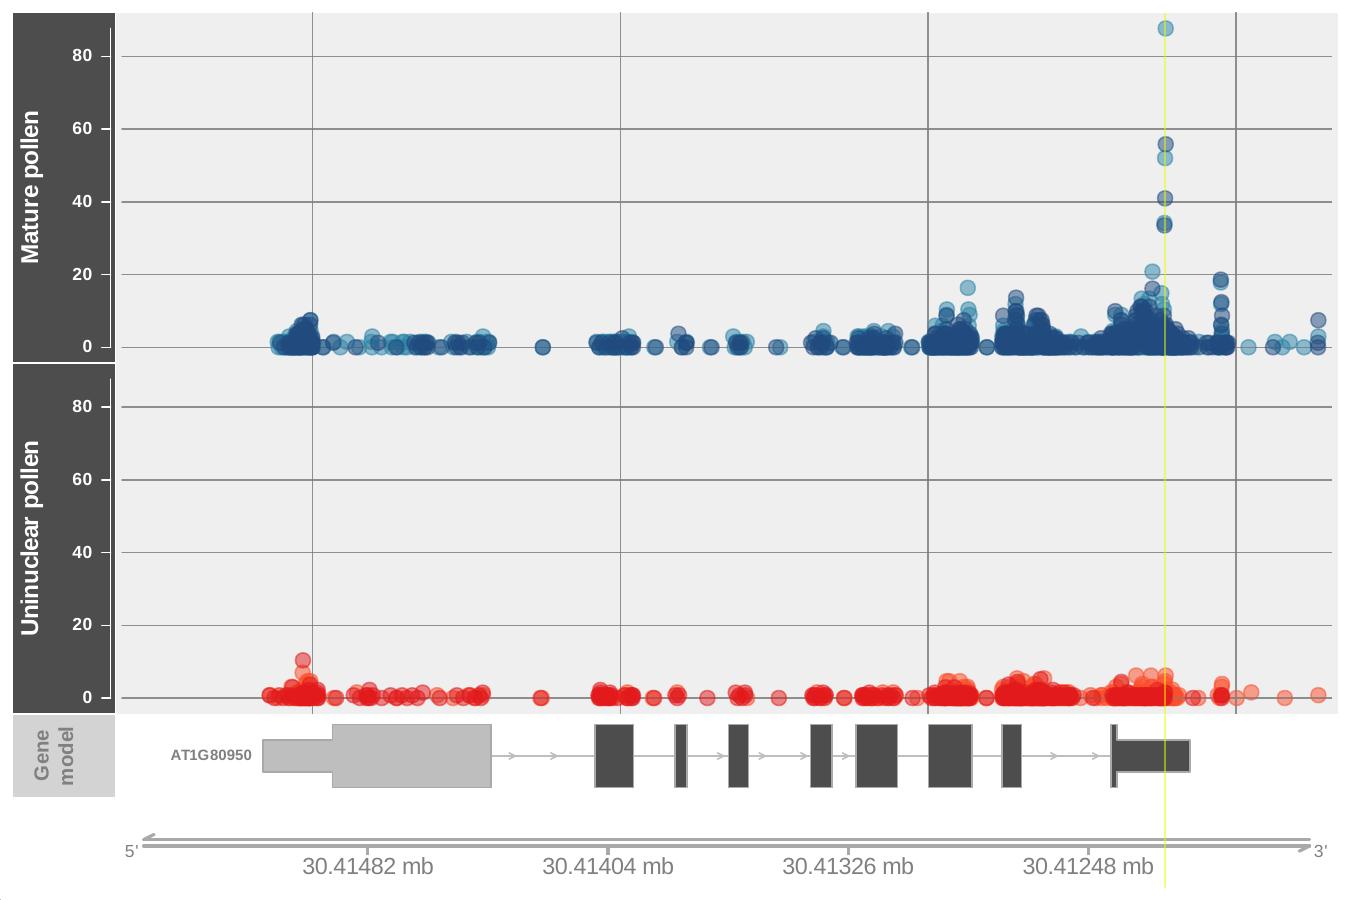 Mature pollen
80
60
40
20
0
Uninuclear pollen
80
60
40
20
0
Gene
model
AT1G80950
5'
3'
30.41482 mb
30.41404 mb
30.41326 mb
30.41248 mb